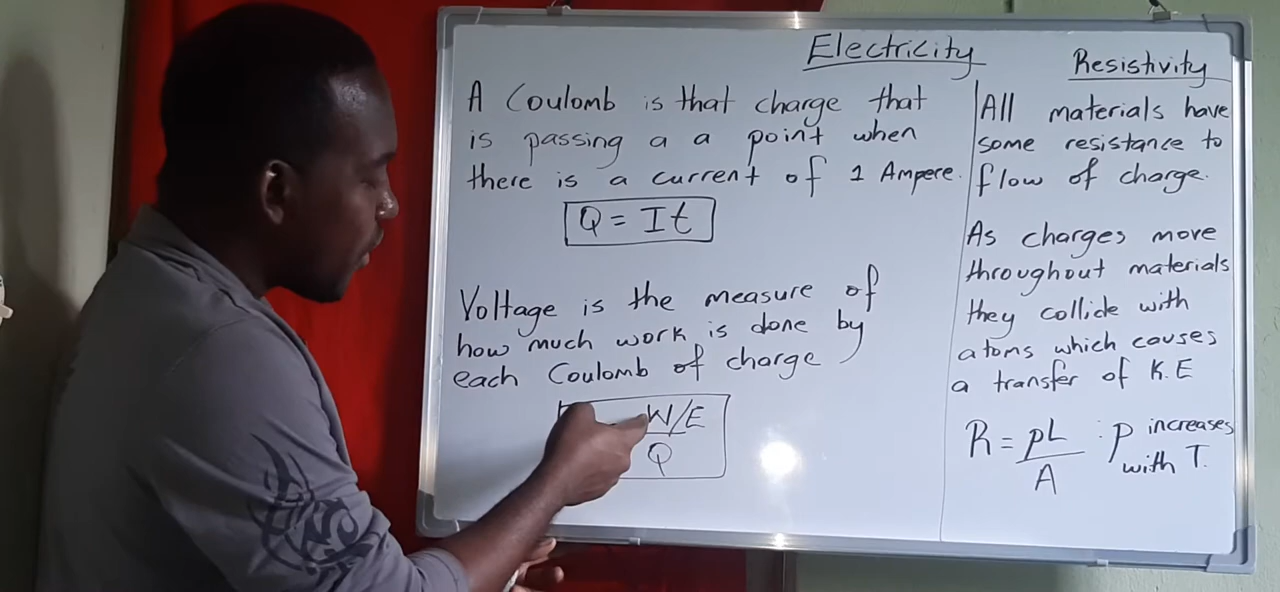 Electricity
A Coulomb is that charge that
is passing a a point when
there is a current of 1 Ampere.
Q = It
Voltage is the measure of
how much work is done by
each Coulomb of charge
W/E
Q
Resistivity
All materials have
some resistance to
flow of charge.
As charges move
throughout materials
they collide with
atoms which causes
a transfer of K.E
R = ρL
A
· ρ increases
with T.